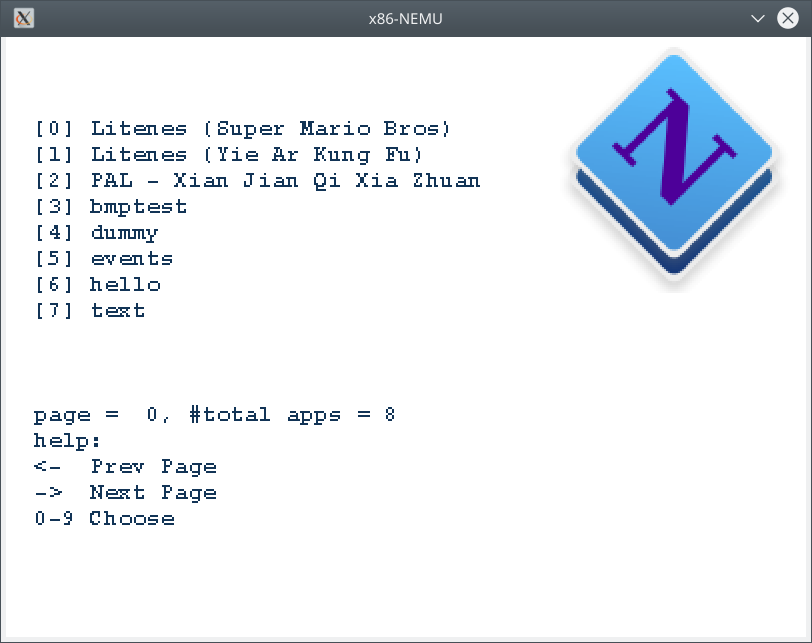 x86-NEMU
[0] Litenes (Super Mario Bros)
[1] Litenes (Yie Ar Kung Fu)
[2] PAL - Xian Jian Qi Xia Zhuan
[3] bmptest
[4] dummy
[5] events
[6] hello
[7] text
N
page =  0, #total apps = 8
help:
<-  Prev Page
->  Next Page
0-9 Choose